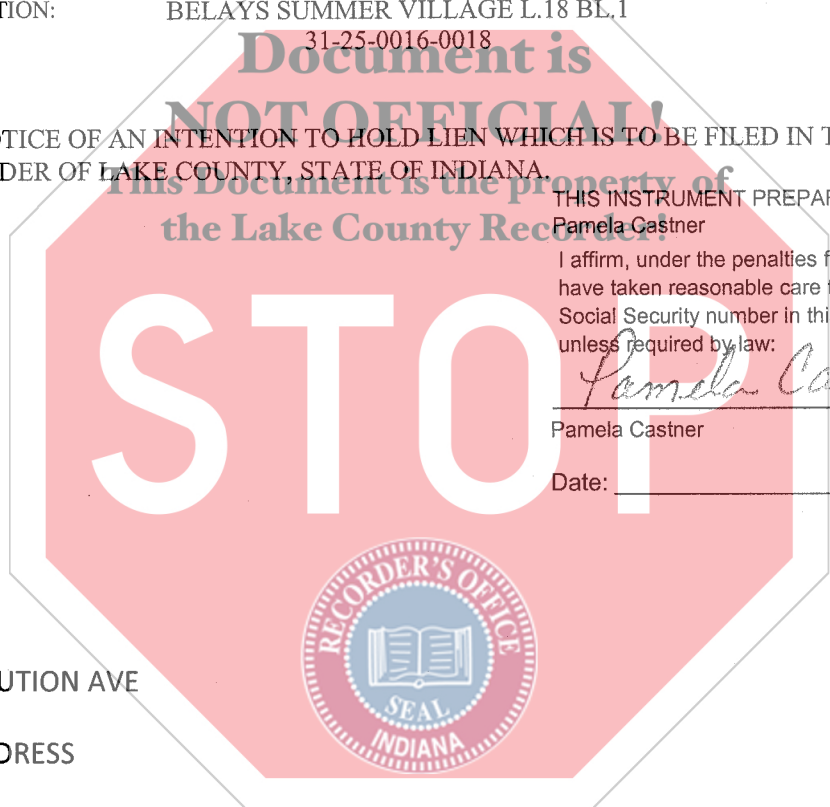 TION: BELAYS SUMMER VILLAGE L.18 BL.1
31-25-0016-0018
Document is
NOT OFFICIAL!
OTICE OF AN INTENTION TO HOLD LIEN WHICH IS TO BE FILED IN T
DER OF LAKE COUNTY, STATE OF INDIANA.
This Document is the property of
the Lake County Recorder!
THIS INSTRUMENT PREPAR
Pamela Castner
I affirm, under the penalties f
have taken reasonable care t
Social Security number in thi
unless required by law:
Pamela Ca
Pamela Castner
Date:
STOP
RECORDER'S OFFICE
SEAL
INDIANA
UTION AVE
DRESS